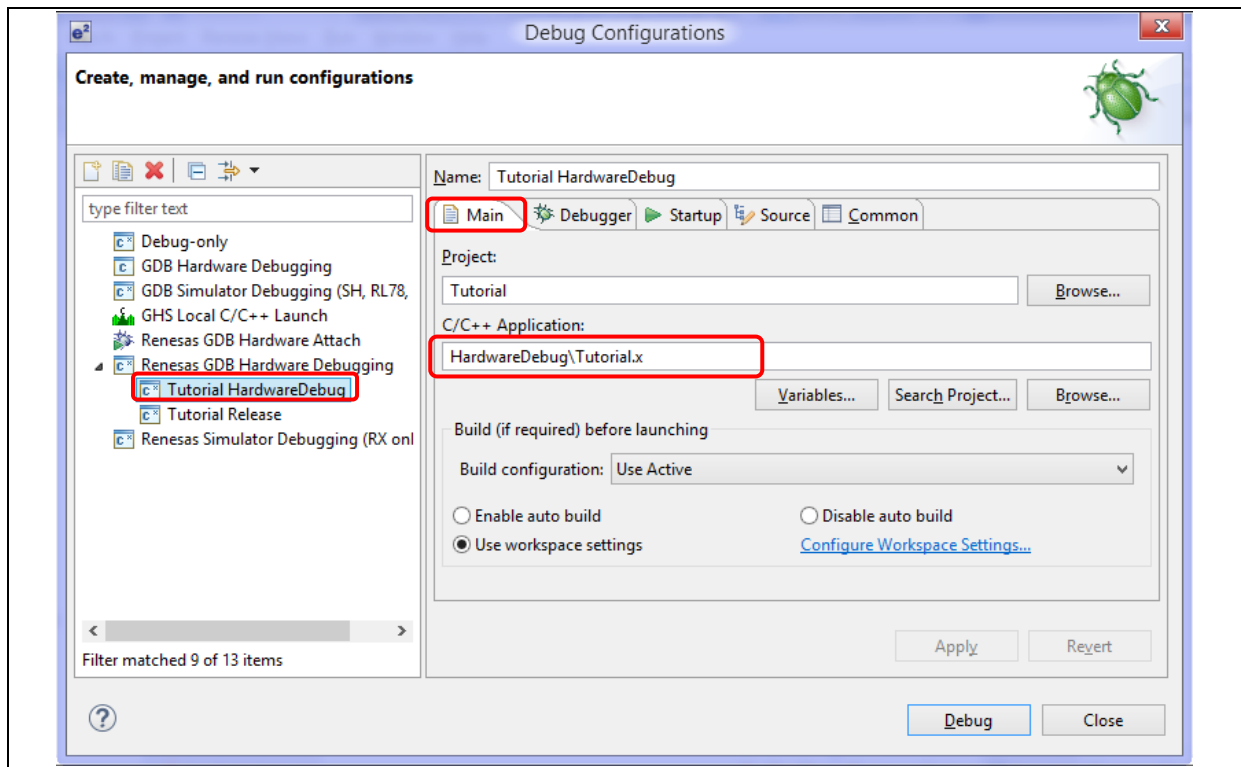 e²
Debug Configurations
x
Create, manage, and run configurations
type filter text
Debug-only
GDB Hardware Debugging
GDB Simulator Debugging (SH, RL78,
GHS Local C/C++ Launch
Renesas GDB Hardware Attach
Renesas GDB Hardware Debugging
Tutorial HardwareDebug
Tutorial Release
Renesas Simulator Debugging (RX onl
Filter matched 9 of 13 items
Name: Tutorial HardwareDebug
Main Debugger Startup Source Common
Project:
Tutorial Browse...
C/C++ Application:
HardwareDebug\Tutorial.x
Variables... Search Project... Browse...
Build (if required) before launching
Build configuration: Use Active
Enable auto build Disable auto build
Use workspace settings Configure Workspace Settings...
Apply Revert
? Debug Close